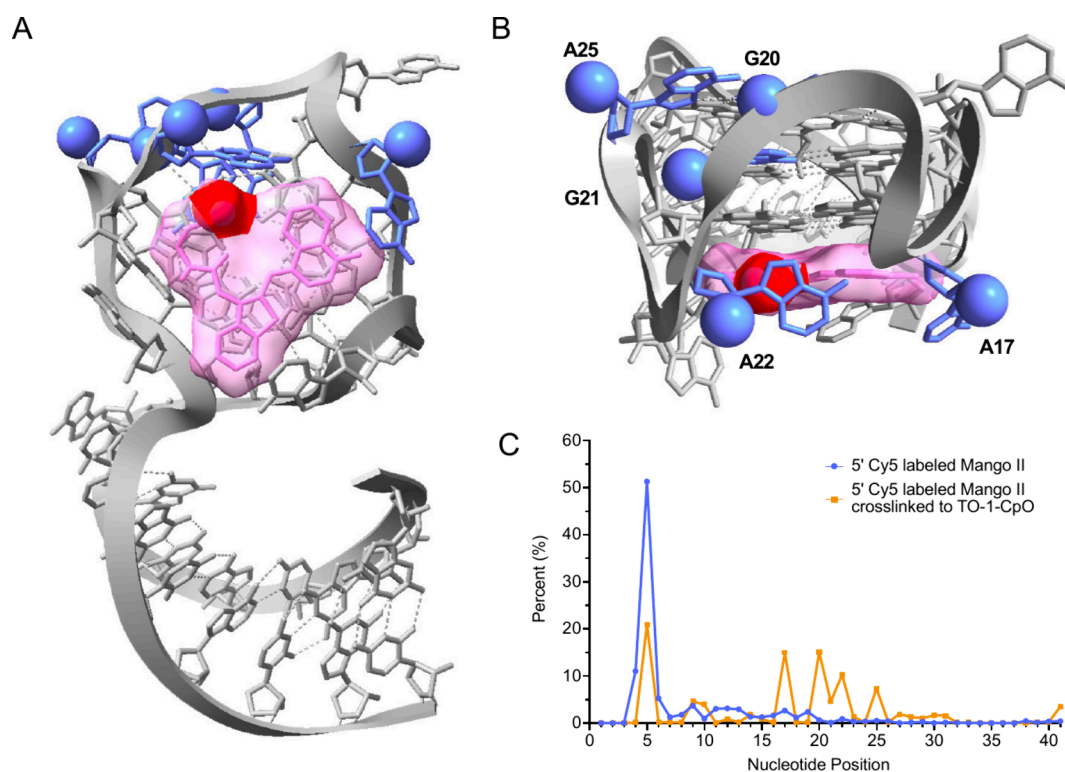 A
B
A25
G20
G21
A22
A17
C
60
50
40
30
20
10
0
Percent (%)
5' Cy5 labeled Mango II
5' Cy5 labeled Mango II
crosslinked to TO-1-CpO
0 5 10 15 20 25 30 35 40
Nucleotide Position